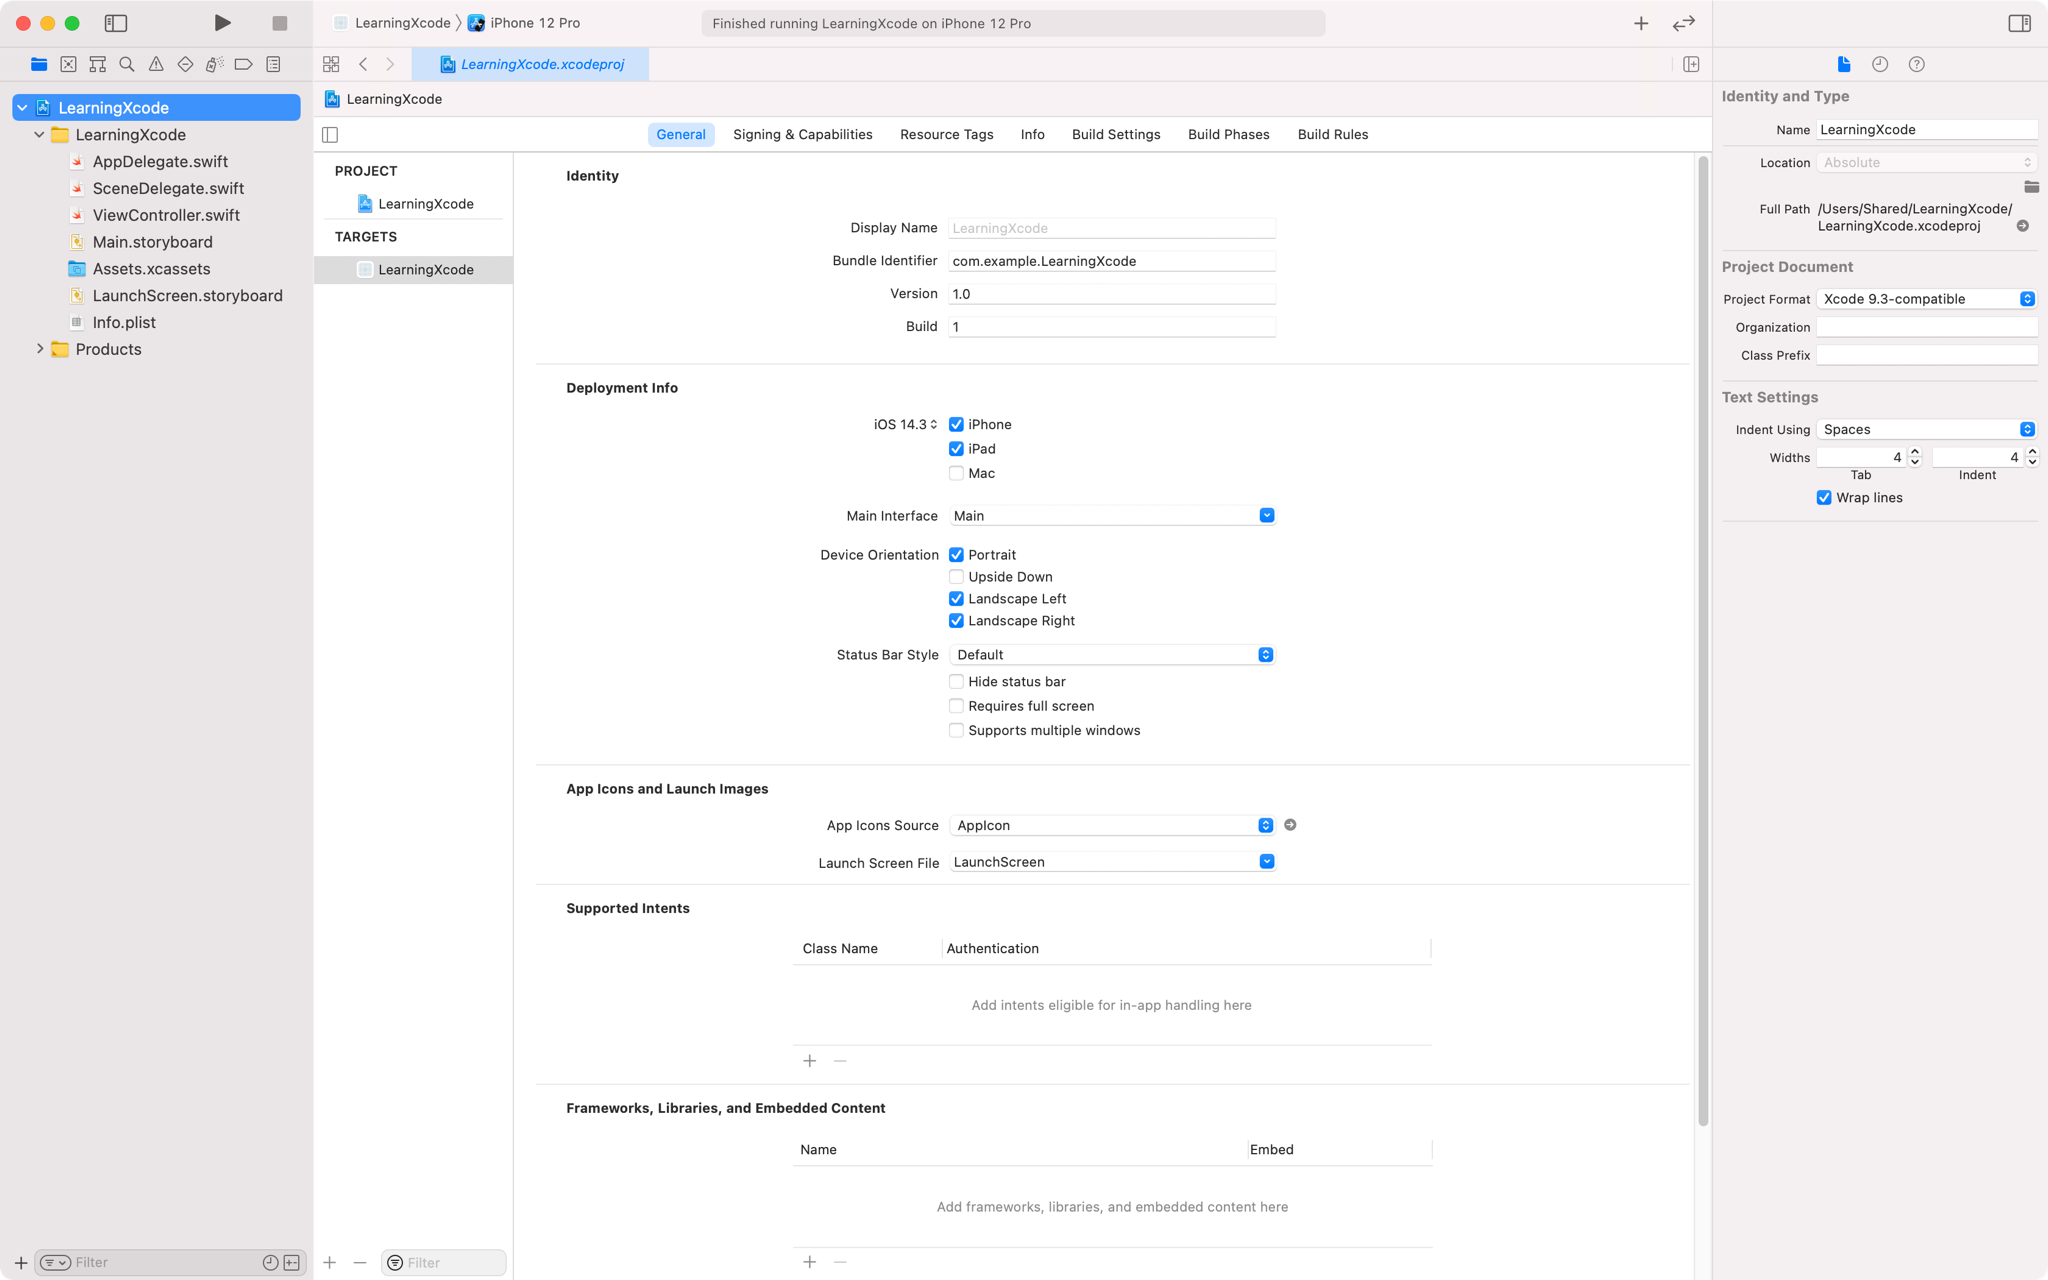 LearningXcode
iPhone 12 Pro
Finished running LearningXcode on iPhone 12 Pro
LearningXcode.xcodeproj
LearningXcode
LearningXcode
AppDelegate.swift
SceneDelegate.swift
ViewController.swift
Main.storyboard
Assets.xcassets
LaunchScreen.storyboard
Info.plist
Products
Filter
LearningXcode
General
Signing & Capabilities
Resource Tags
Info
Build Settings
Build Phases
Build Rules
PROJECT
LearningXcode
TARGETS
LearningXcode
Filter
Identity
Display Name LearningXcode
Bundle Identifier com.example.LearningXcode
Version 1.0
Build 1
Deployment Info
iOS 14.3 iPhone
iPad
Mac
Main Interface Main
Device Orientation Portrait
Upside Down
Landscape Left
Landscape Right
Status Bar Style Default
Hide status bar
Requires full screen
Supports multiple windows
App Icons and Launch Images
App Icons Source AppIcon
Launch Screen File LaunchScreen
Supported Intents
Class Name Authentication
Add intents eligible for in-app handling here
Frameworks, Libraries, and Embedded Content
Name Embed
Add frameworks, libraries, and embedded content here
Identity and Type
Name LearningXcode
Location Absolute
Full Path /Users/Shared/LearningXcode/
LearningXcode.xcodeproj
Project Document
Project Format Xcode 9.3-compatible
Organization
Class Prefix
Text Settings
Indent Using Spaces
Widths 4 4
Tab Indent
Wrap lines